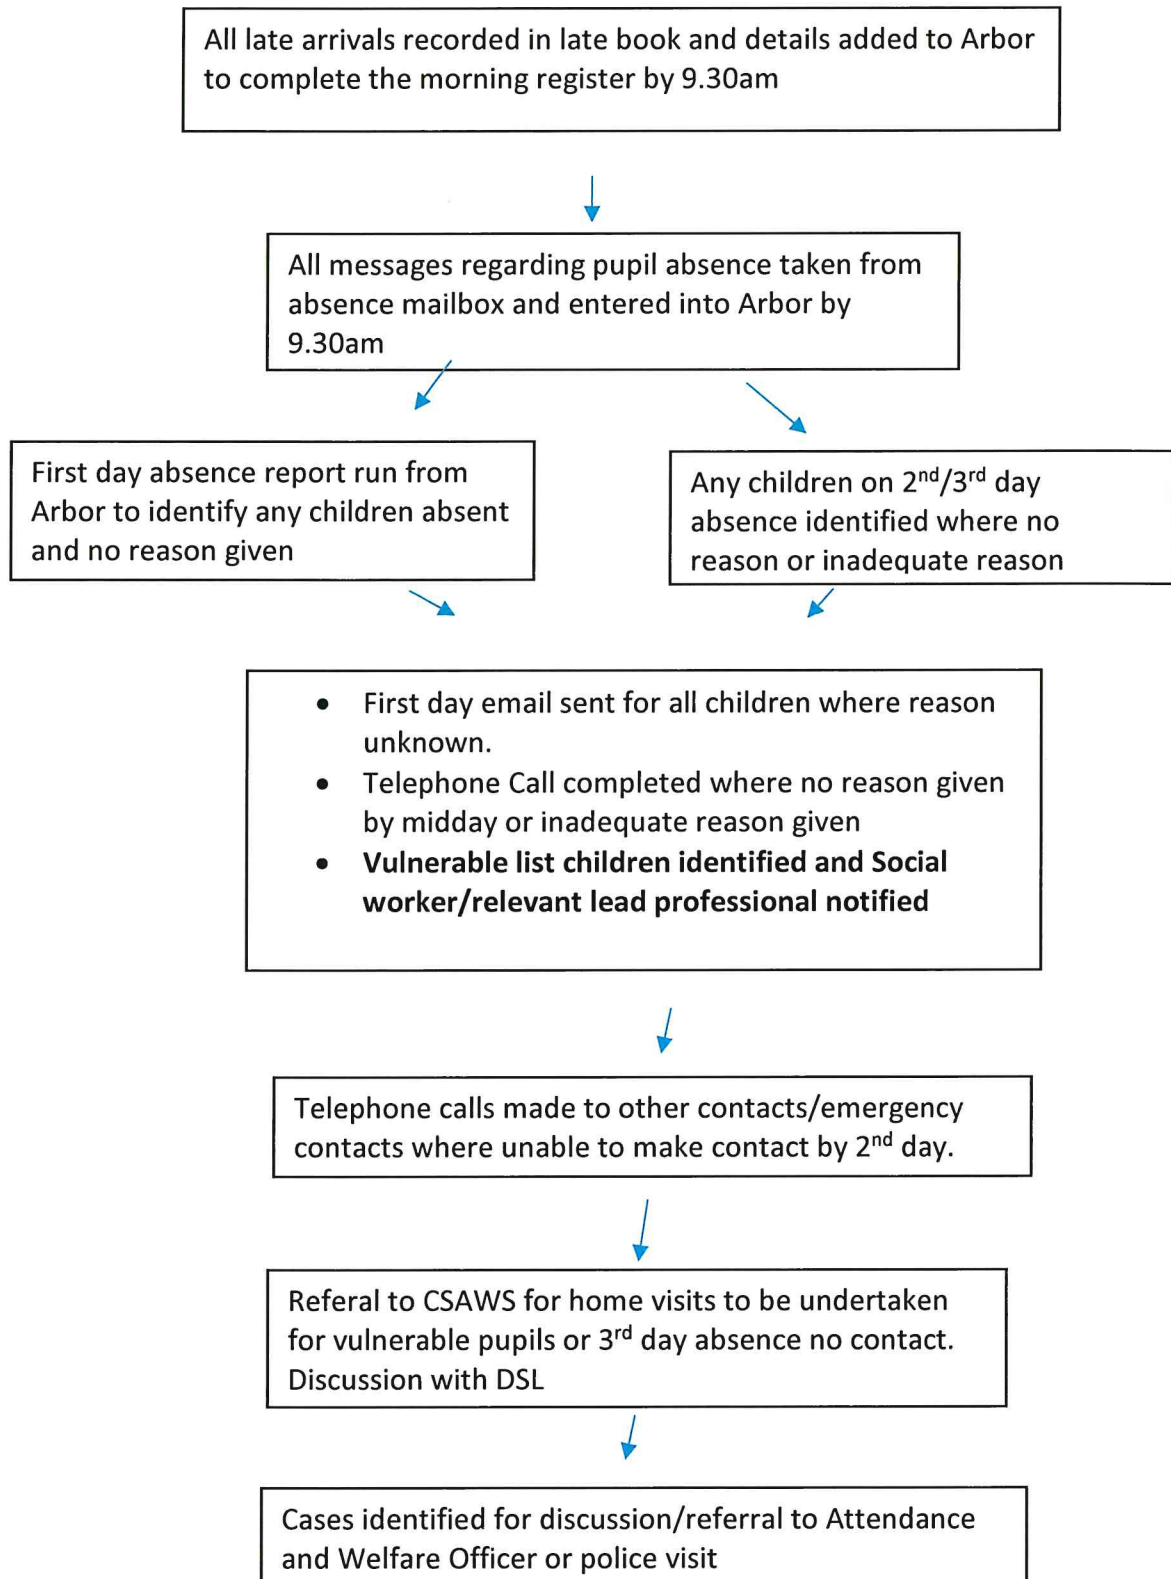 All late arrivals recorded in late book and details added to Arbor
to complete the morning register by 9.30am
All messages regarding pupil absence taken from
absence mailbox and entered into Arbor by
9.30am
First day absence report run from
Arbor to identify any children absent
and no reason given
Any children on 2nd/3rd day
absence identified where no
reason or inadequate reason
• First day email sent for all children where reason
unknown.
• Telephone Call completed where no reason given
by midday or inadequate reason given
• Vulnerable list children identified and Social
worker/relevant lead professional notified
Telephone calls made to other contacts/emergency
contacts where unable to make contact by 2nd day.
Referal to CSAWS for home visits to be undertaken
for vulnerable pupils or 3rd day absence no contact.
Discussion with DSL
Cases identified for discussion/referral to Attendance
and Welfare Officer or police visit